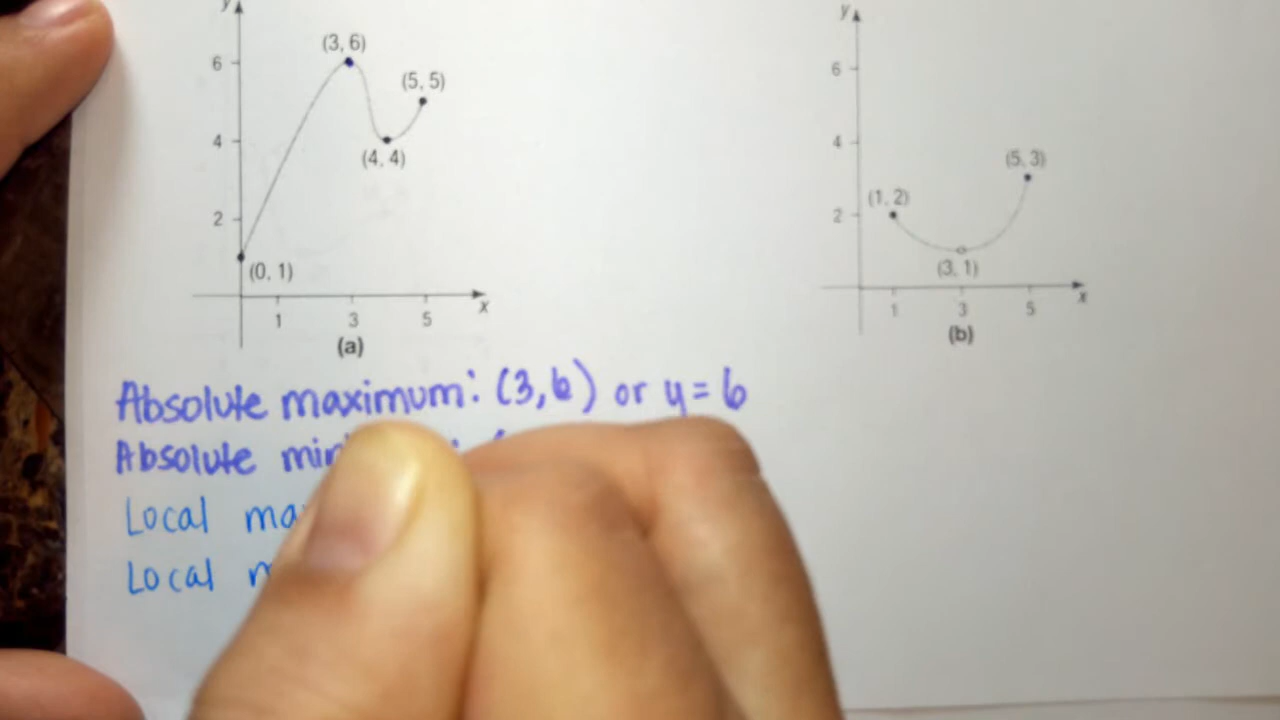 y
6
(3, 6)
(5, 5)
4
(4, 4)
2
(0, 1)
1 3 5 x
(a)
y
6
4
(5, 3)
(1, 2)
2
(3, 1)
1 3 5 x
(b)
Absolute maximum: (3,6) or y = 6
Absolute
Local
Local